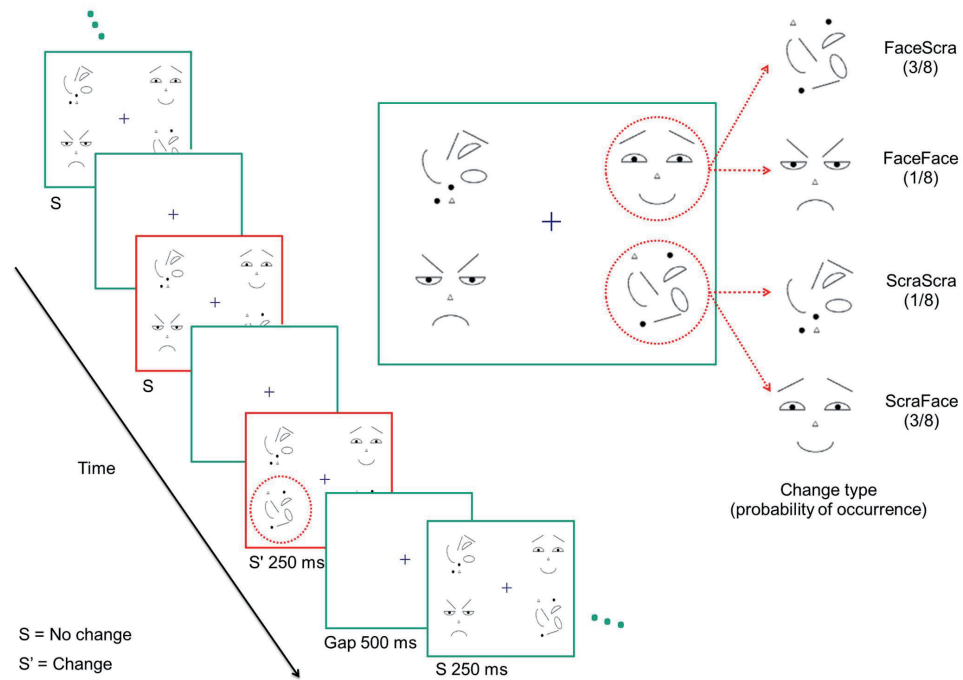 FaceScra
(3/8)
FaceFace
(1/8)
S
ScraScra
(1/8)
S
ScraFace
(3/8)
Time
Change type
(probability of occurrence)
S' 250 ms
Gap 500 ms
S 250 ms
S = No change
S' = Change